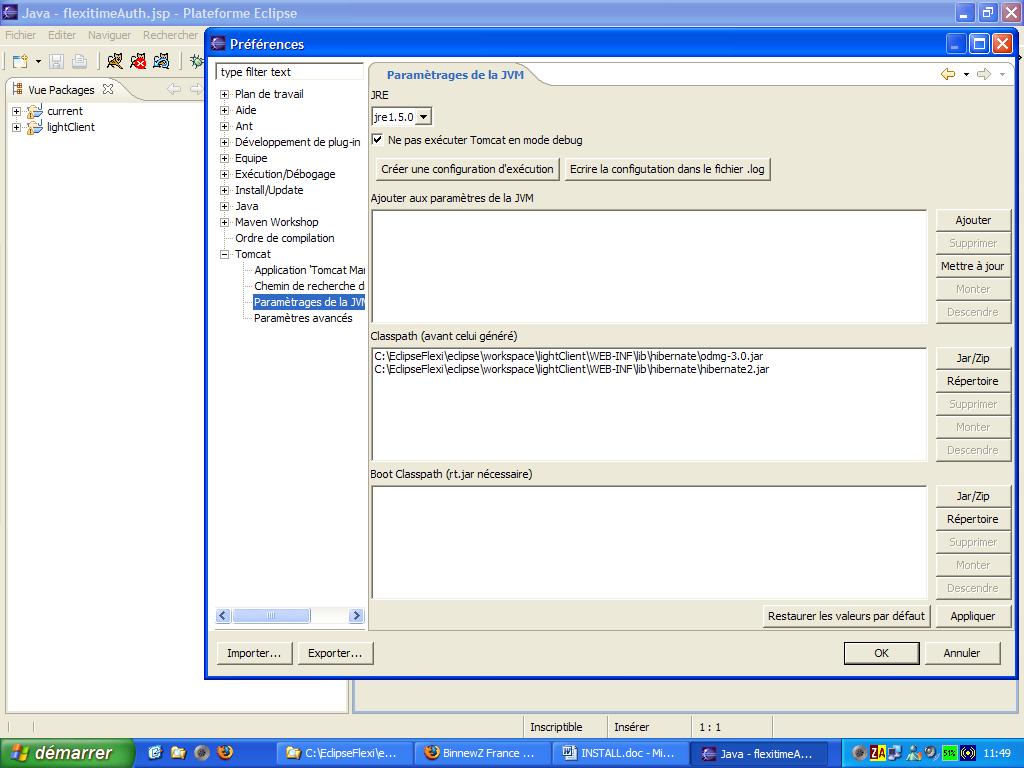 Java - flexitimeAuth.jsp - Plateforme Eclipse
Fichier Editer Naviguer Rechercher
Vue Packages
current
lightClient
Préférences
type filter text
Plan de travail
Aide
Ant
Développement de plug-in
Equipe
Exécution/Débogage
Install/Update
Java
Maven Workshop
Ordre de compilation
Tomcat
Application 'Tomcat Ma
Chemin de recherche d
Paramètrages de la JVM
Paramètres avancés
Paramètrages de la JVM
JRE
jre1.5.0
Ne pas exécuter Tomcat en mode debug
Créer une configuration d'exécution
Ecrire la configutation dans le fichier .log
Ajouter aux paramètres de la JVM
Ajouter
Supprimer
Mettre à jour
Monter
Descendre
Classpath (avant celui généré)
C:\EclipseFlexi\eclipse\workspace\lightClient\WEB-INF\lib\hibernate\odmg-3.0.jar
C:\EclipseFlexi\eclipse\workspace\lightClient\WEB-INF\lib\hibernate\hibernate2.jar
Jar/Zip
Répertoire
Supprimer
Monter
Descendre
Boot Classpath (rt.jar nécessaire)
Jar/Zip
Répertoire
Supprimer
Monter
Descendre
Restaurer les valeurs par défaut
Appliquer
Importer...
Exporter...
OK
Annuler
Inscriptible
Insérer
1 : 1
démarrer
C:\EclipseFlexi\e...
BinnewZ France ...
INSTALL.doc - Mi...
Java - flexitimeA...
51%
11:49